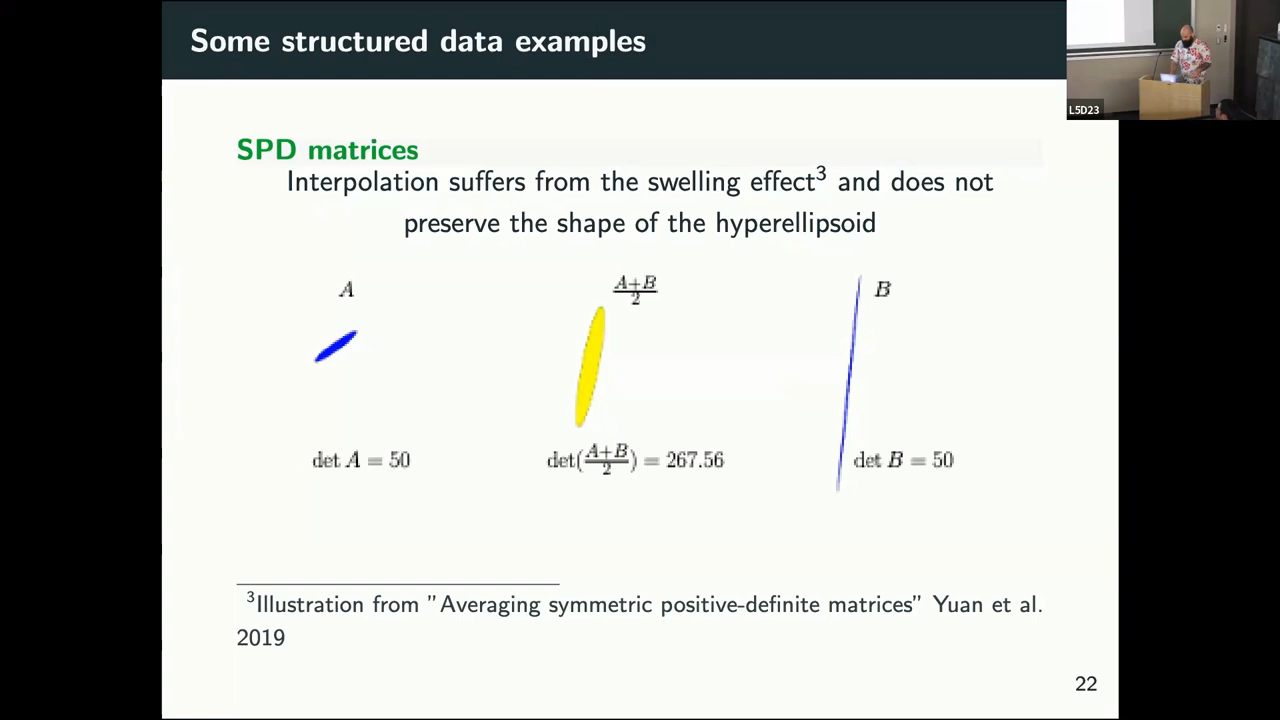 Some structured data examples
L5D23
SPD matrices
Interpolation suffers from the swelling effect³ and does not
preserve the shape of the hyperellipsoid
A
A+B
2
B
det A = 50
det(A+B/2) = 267.56
det B = 50
³Illustration from "Averaging symmetric positive-definite matrices" Yuan et al.
2019
22